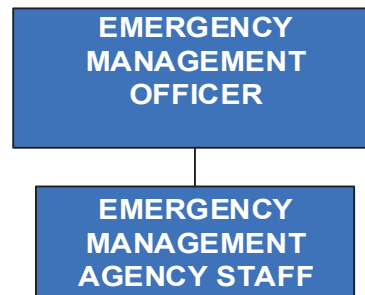 EMERGENCY
MANAGEMENT
OFFICER
EMERGENCY
MANAGEMENT
AGENCY STAFF